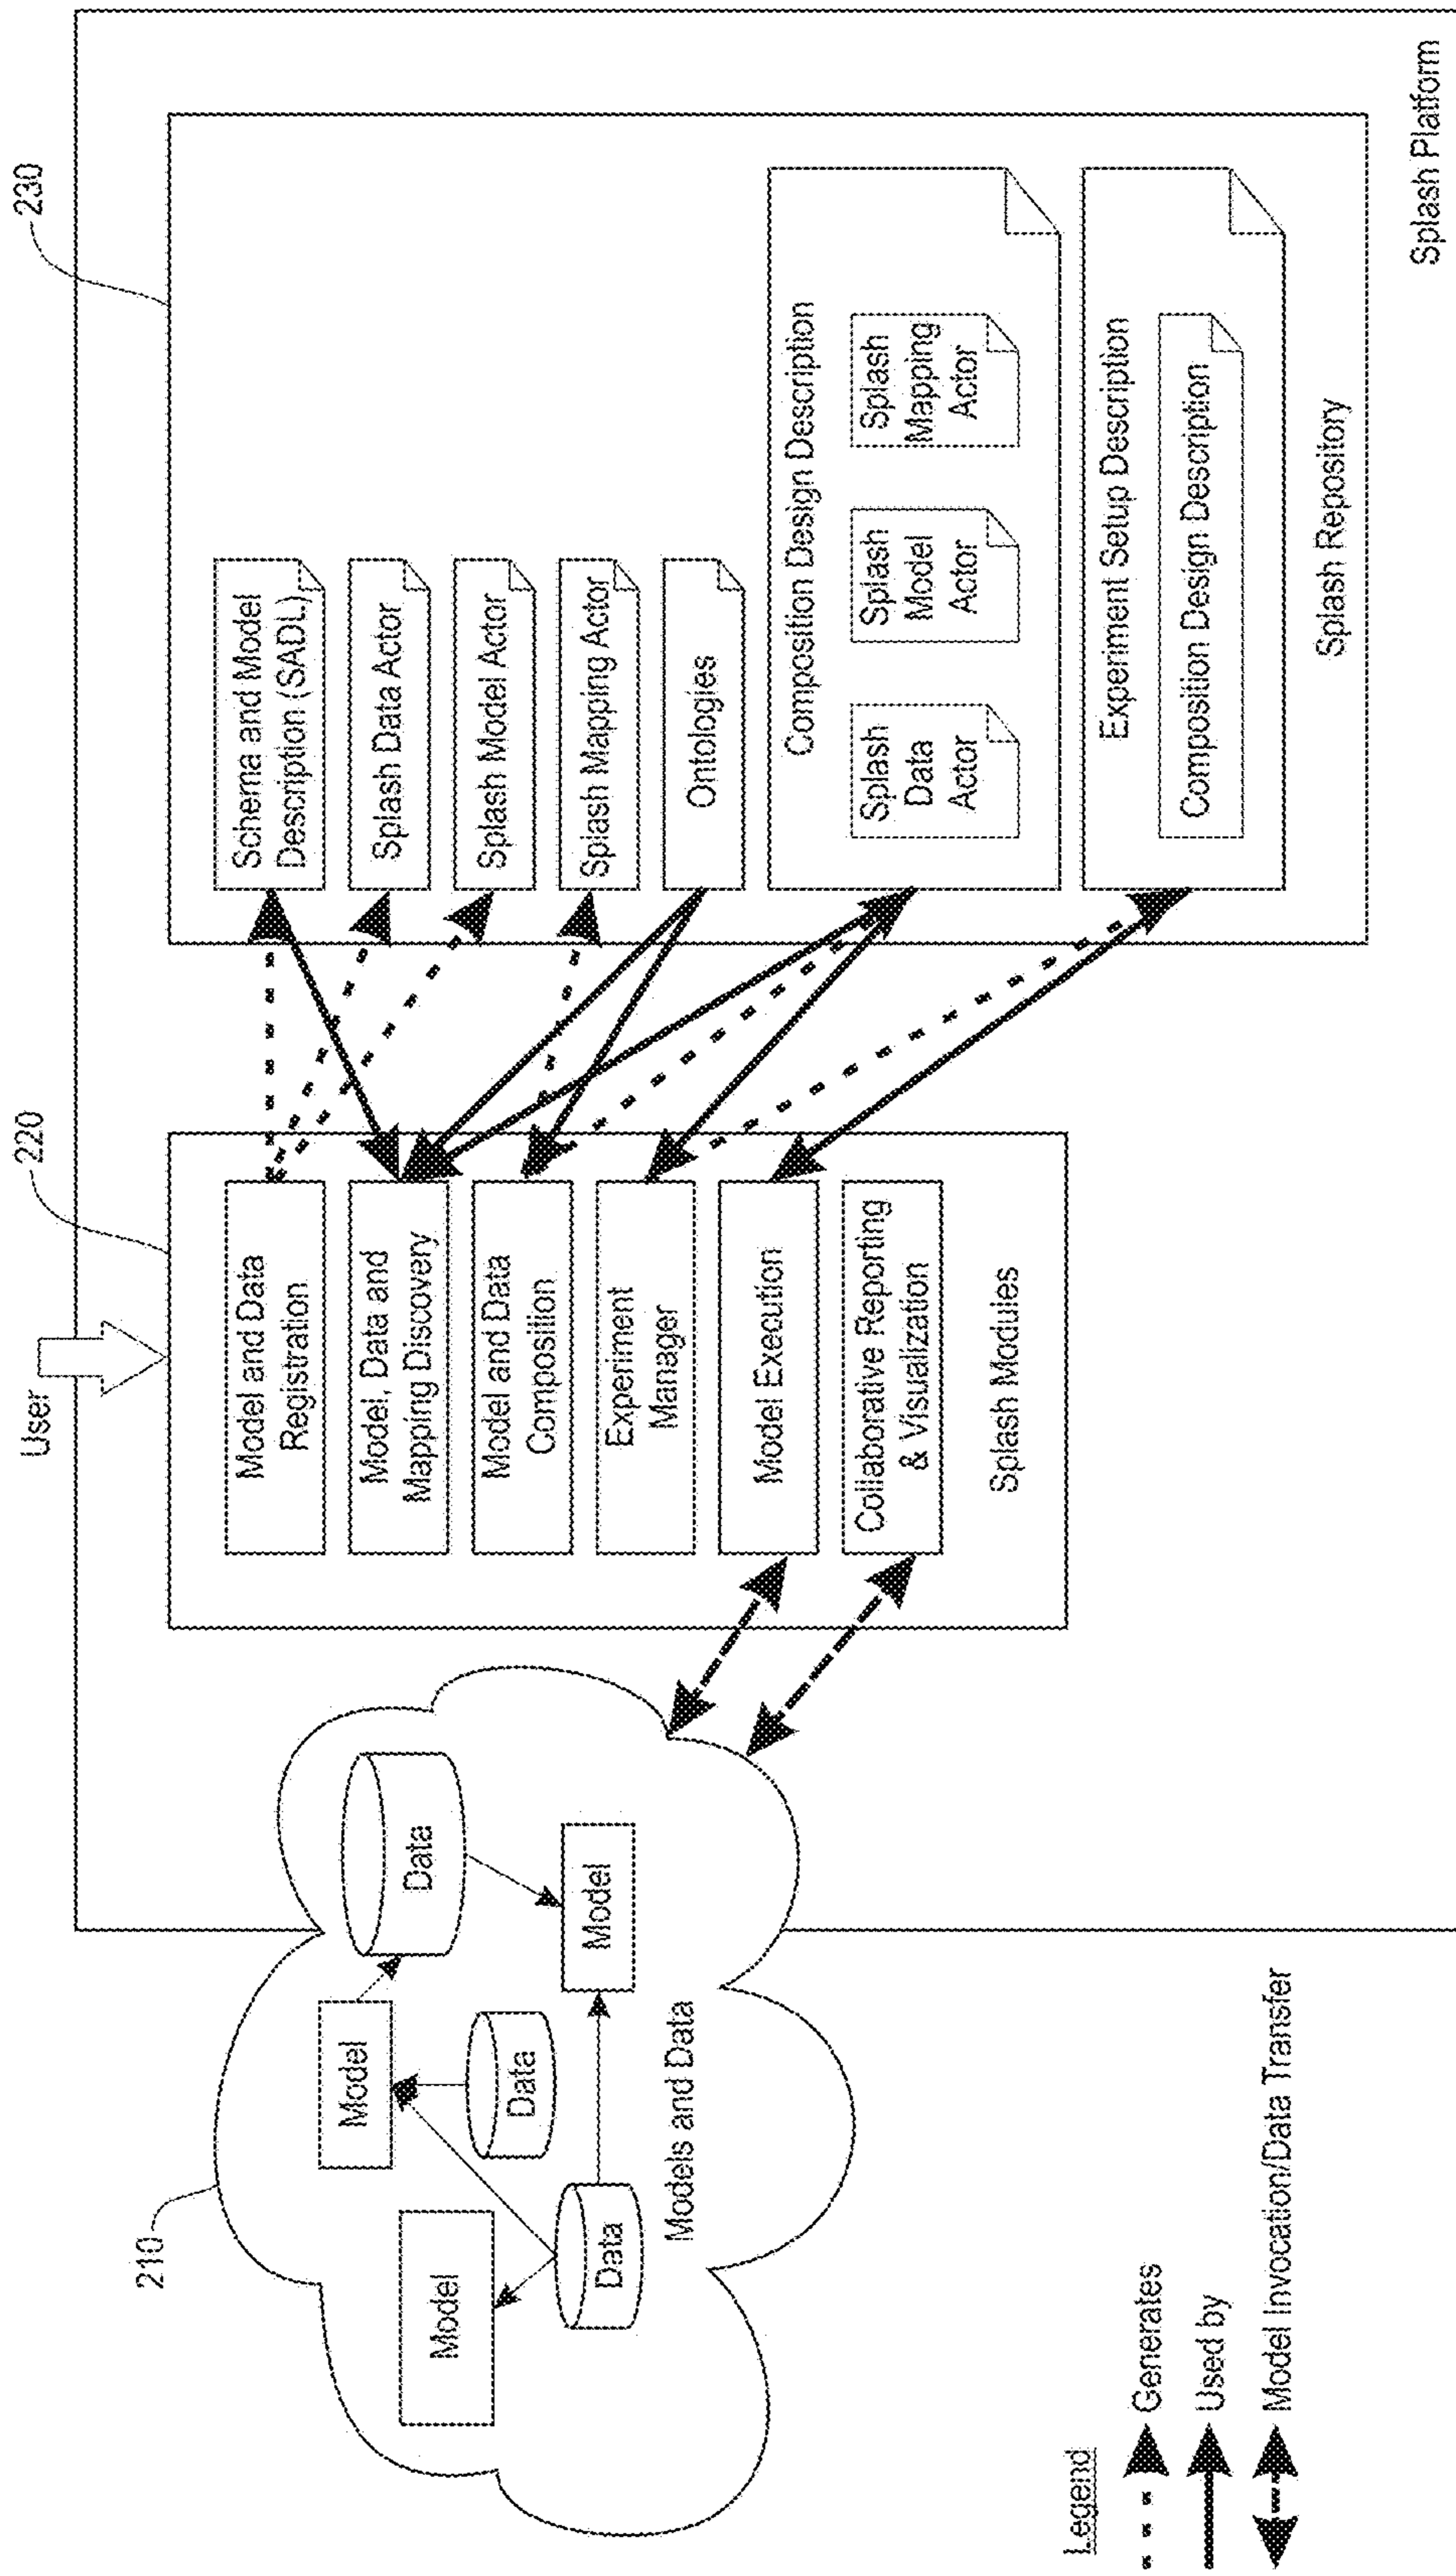 User
210
220
230
Model
Model
Data
Data
Data
Model
Models and Data
Model and Data
Registration
Model, Data and
Mapping Discovery
Model and Data
Composition
Experiment
Manager
Model Execution
Collaborative Reporting
& Visualization
Splash Modules
Schema and Model
Description (SADL)
Splash Data Actor
Splash Model Actor
Splash Mapping Actor
Ontologies
Composition Design Description
Splash
Data
Actor
Splash
Model
Actor
Splash
Mapping
Actor
Experiment Setup Description
Composition Design Description
Splash Repository
Splash Platform
Legend
Generates
Used by
Model Invocation/Data Transfer